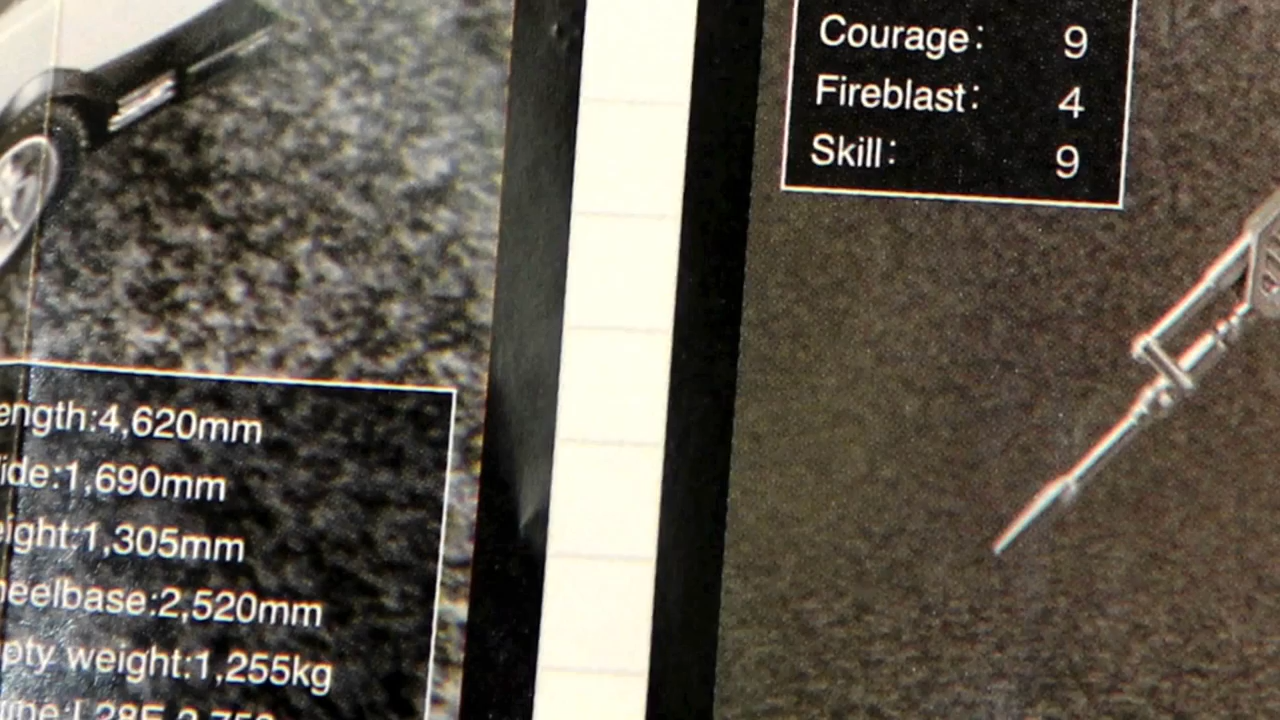 Courage: 9
Fireblast: 4
Skill: 9
ength:4,620mm
ide:1,690mm
eight:1,305mm
heelbase:2,520mm
pty weight:1,255kg